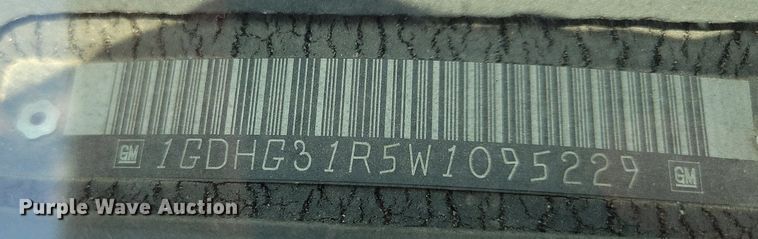 GM 1GDHG31R5W1095229 GM
Purple Wave Auction